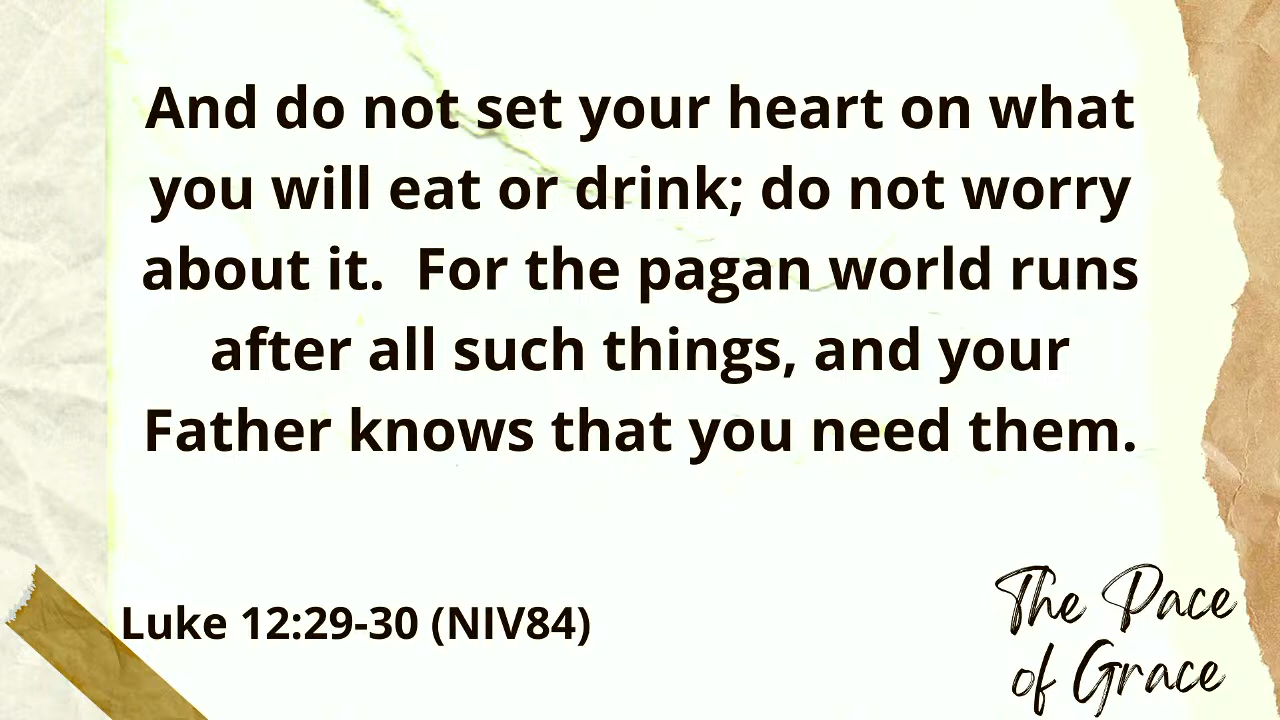 And do not set your heart on what
you will eat or drink; do not worry
about it.  For the pagan world runs
after all such things, and your
Father knows that you need them.
Luke 12:29-30 (NIV84)
The Pace
of Grace